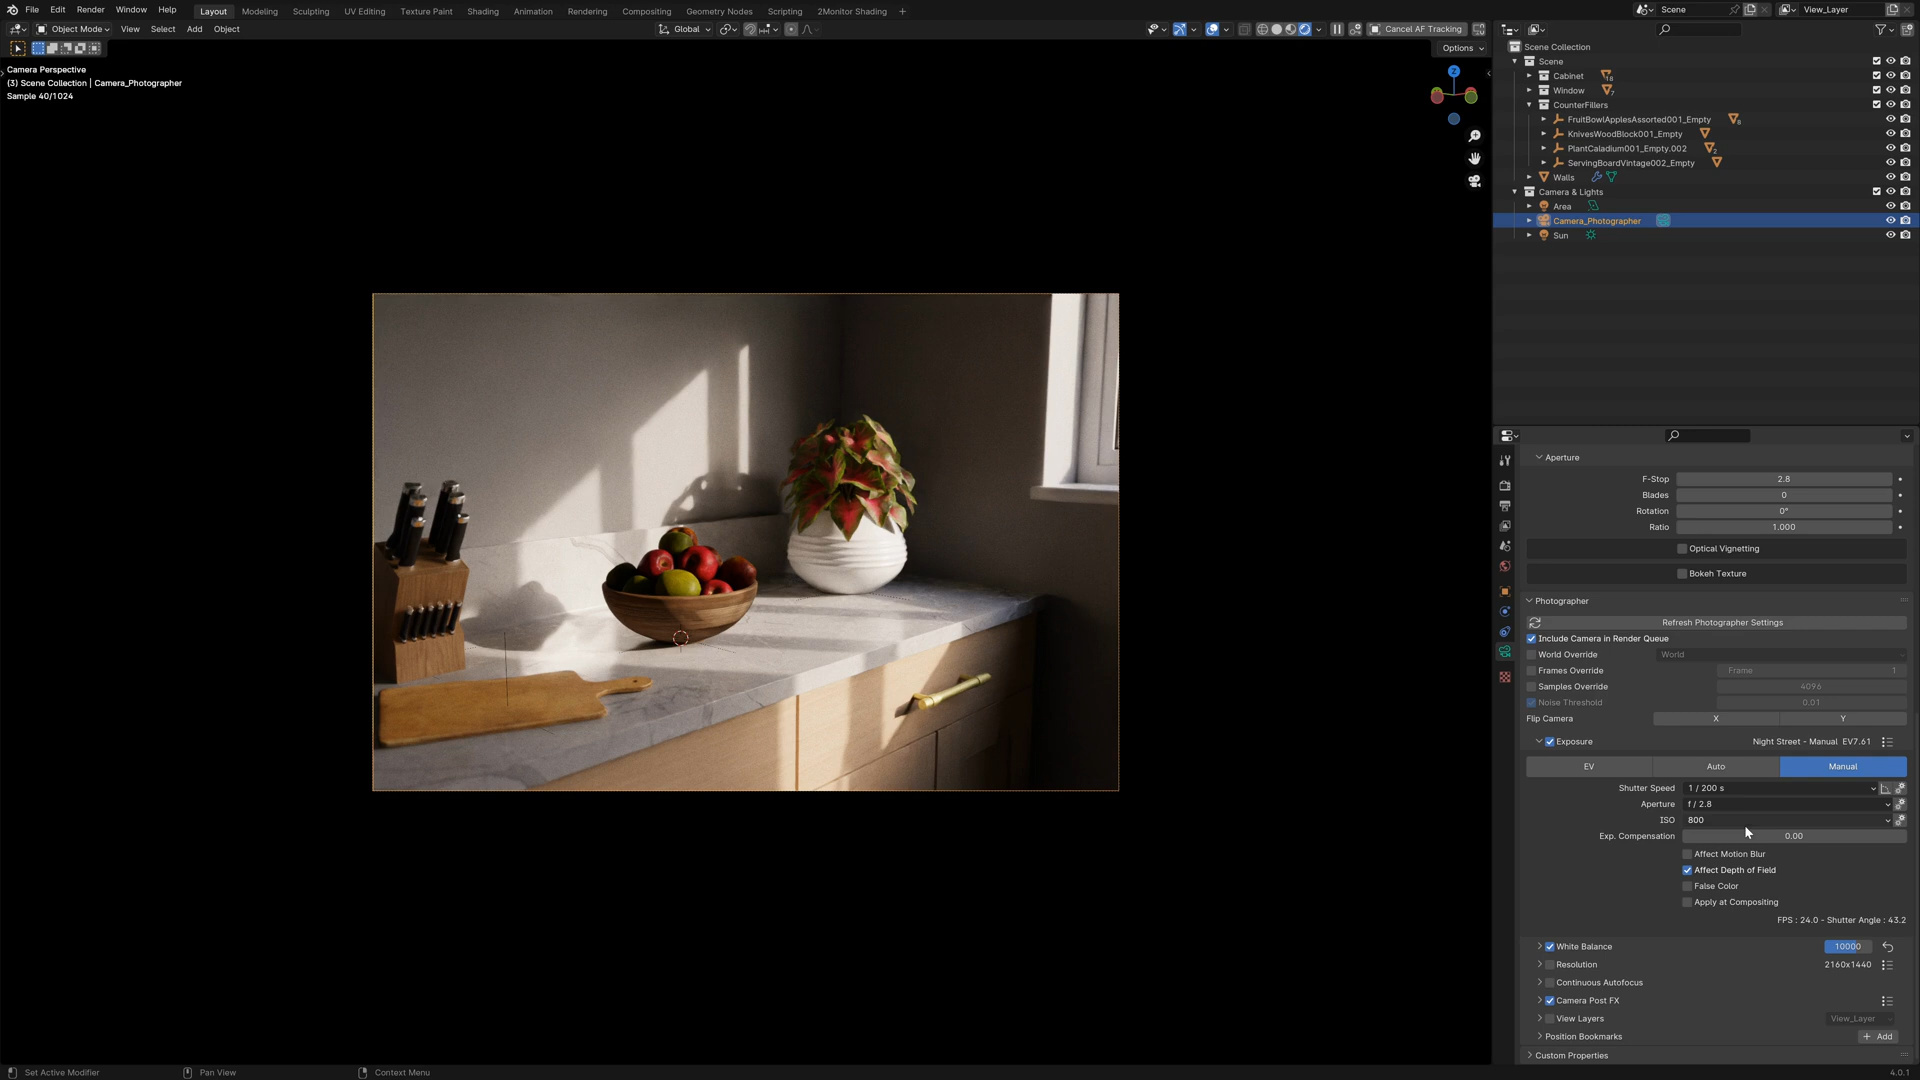 File Edit Render Window Help Layout Modeling Sculpting UV Editing Texture Paint Shading Animation Rendering Compositing Geometry Nodes Scripting 2Monitor Shading + Scene View_Layer
Object Mode View Select Add Object Global Cancel AF Tracking
Options
Camera Perspective
(3) Scene Collection | Camera_Photographer
Sample 40/1024
Z
Scene Collection
Scene
Cabinet 18
Window 7
CounterFillers
FruitBowlApplesAssorted001_Empty 8
KnivesWoodBlock001_Empty
PlantCaladium001_Empty.002 2
ServingBoardVintage002_Empty
Walls
Camera & Lights
Area
Camera_Photographer
Sun
Aperture
F-Stop 2.8
Blades 0
Rotation 0°
Ratio 1.000
Optical Vignetting
Bokeh Texture
Photographer
Refresh Photographer Settings
Include Camera in Render Queue
World Override World
Frames Override Frame 1
Samples Override 4096
Noise Threshold 0.01
Flip Camera X Y
Exposure Night Street - Manual EV7.61
EV Auto Manual
Shutter Speed 1 / 200 s
Aperture f / 2.8
ISO 800
Exp. Compensation 0.00
Affect Motion Blur
Affect Depth of Field
False Color
Apply at Compositing
FPS : 24.0 - Shutter Angle : 43.2
White Balance 10000
Resolution 2160x1440
Continuous Autofocus
Camera Post FX
View Layers View_Layer
Position Bookmarks + Add
Custom Properties
Set Active Modifier Pan View Context Menu 4.0.1